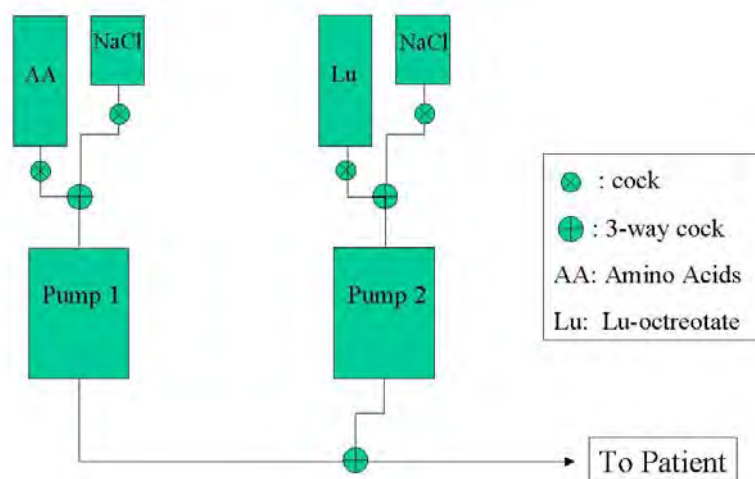 AA
NaCl
Lu
NaCl
Pump 1
Pump 2
: cock
: 3-way cock
AA: Amino Acids
Lu: Lu-octreotate
To Patient